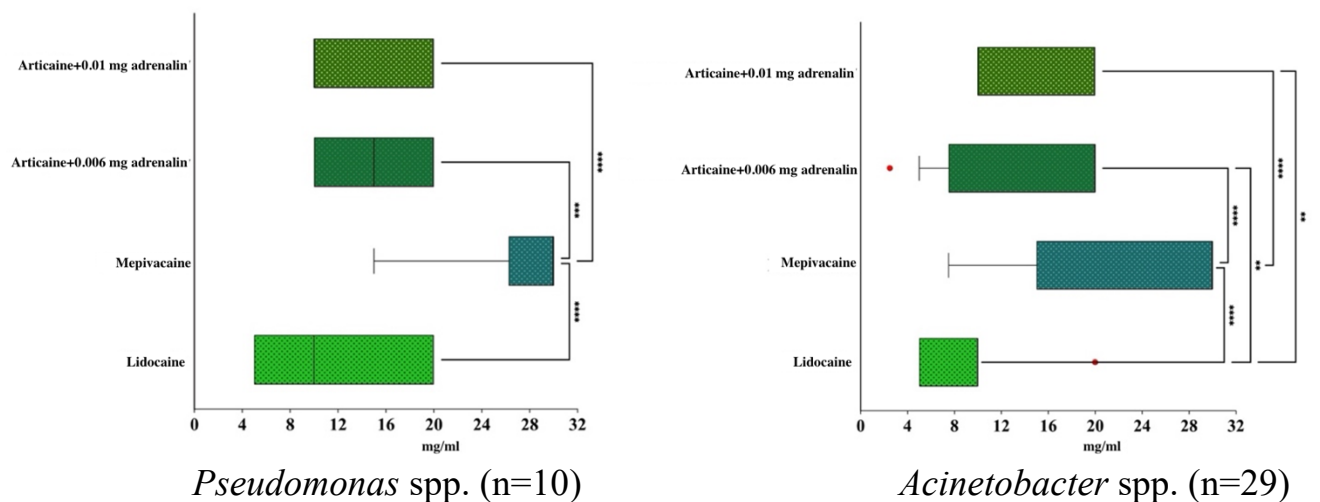 Articaine+0.01 mg adrenalin
Articaine+0.006 mg adrenalin
Mepivacaine
Lidocaine
****
***
****
0 4 8 12 16 20 24 28 32
mg/ml
Pseudomonas spp. (n=10)
Articaine+0.01 mg adrenalin
Articaine+0.006 mg adrenalin
Mepivacaine
Lidocaine
****
**
****
**
****
0 4 8 12 16 20 24 28 32
mg/ml
Acinetobacter spp. (n=29)